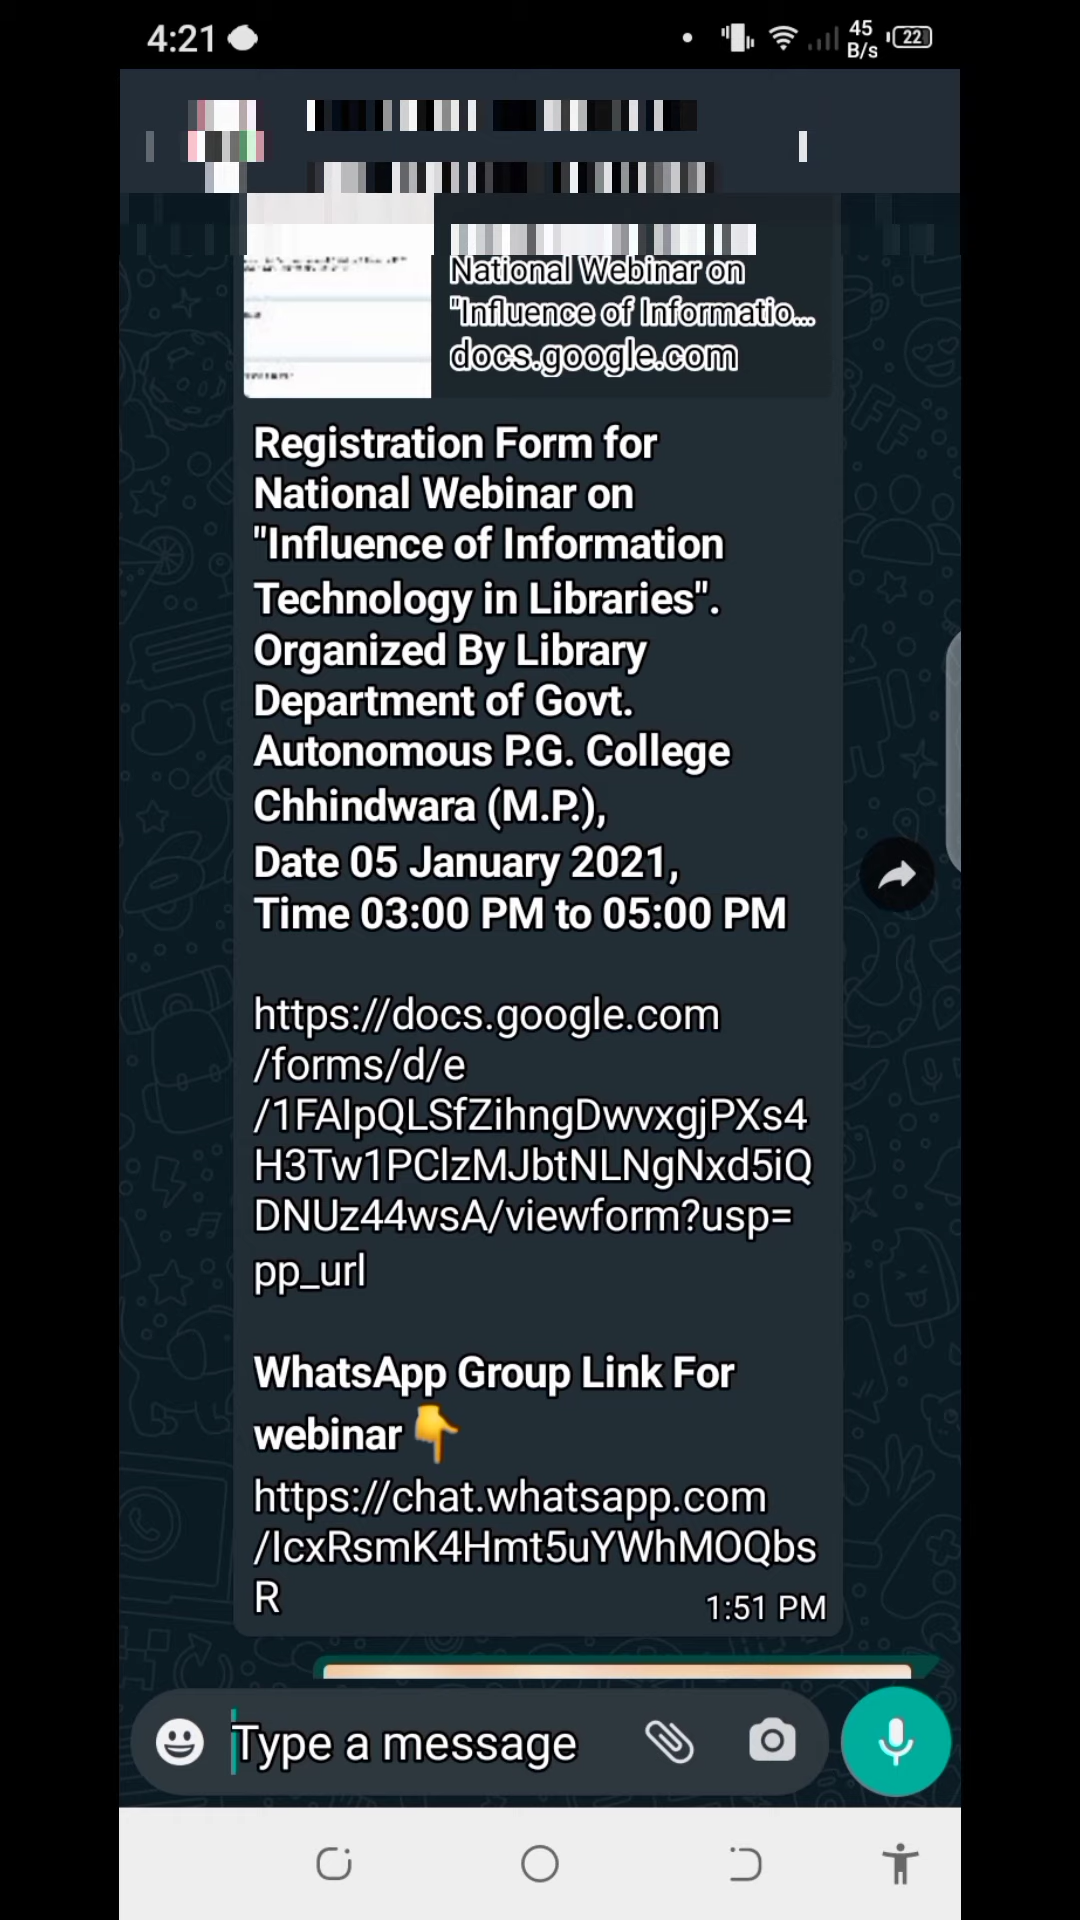 4:21
45
B/s
22
National Webinar on
"Influence of Informatio...
docs.google.com
Registration Form for
National Webinar on
"Influence of Information
Technology in Libraries".
Organized By Library
Department of Govt.
Autonomous P.G. College
Chhindwara (M.P.),
Date 05 January 2021,
Time 03:00 PM to 05:00 PM
https://docs.google.com
/forms/d/e
/1FAIpQLSfZihngDwvxgjPXs4
H3Tw1PClzMJbtNLNgNxd5iQ
DNUz44wsA/viewform?usp=
pp_url
WhatsApp Group Link For
webinar👇
https://chat.whatsapp.com
/IcxRsmK4Hmt5uYWhMOQbs
R
1:51 PM
Type a message